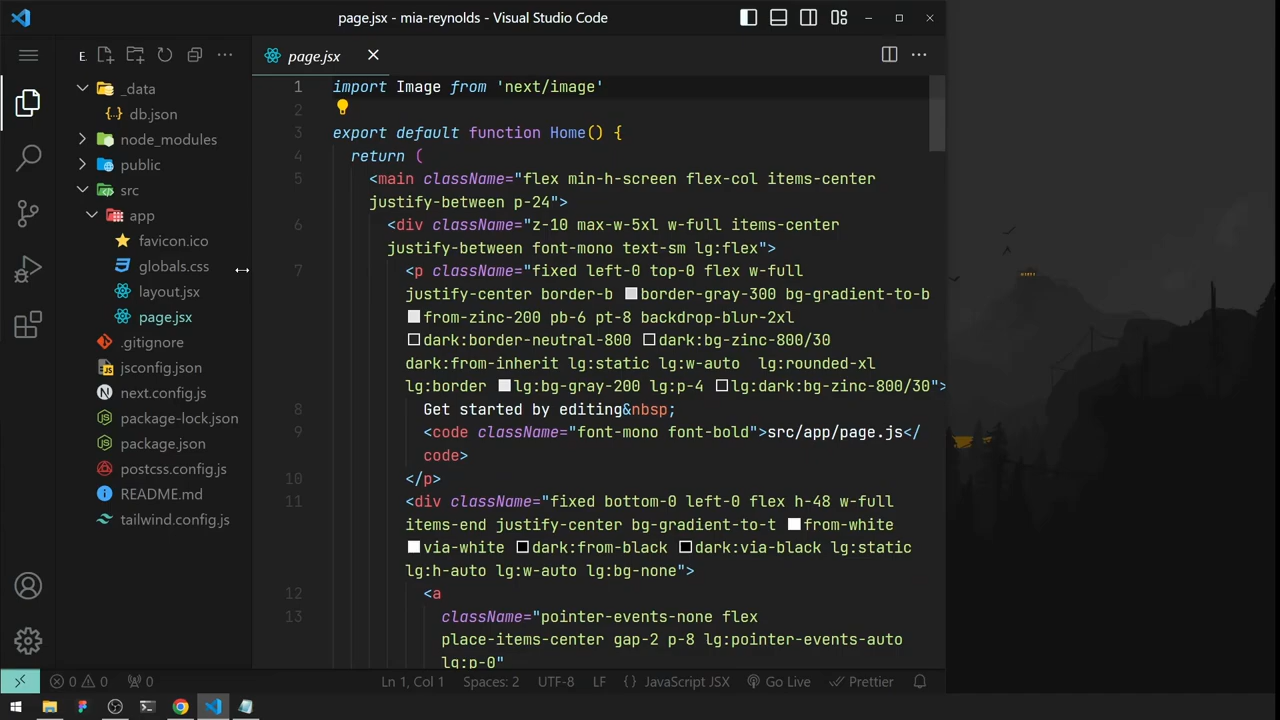 page.jsx - mia-reynolds - Visual Studio Code
E
page.jsx
_data
db.json
node_modules
public
src
app
favicon.ico
globals.css
layout.jsx
page.jsx
.gitignore
jsconfig.json
next.config.js
package-lock.json
package.json
postcss.config.js
README.md
tailwind.config.js
1 import Image from 'next/image'
2
3 export default function Home() {
4 return (
5 <main className="flex min-h-screen flex-col items-center
justify-between p-24">
6 <div className="z-10 max-w-5xl w-full items-center
justify-between font-mono text-sm lg:flex">
7 <p className="fixed left-0 top-0 flex w-full
justify-center border-b border-gray-300 bg-gradient-to-b
from-zinc-200 pb-6 pt-8 backdrop-blur-2xl
dark:border-neutral-800 dark:bg-zinc-800/30
dark:from-inherit lg:static lg:w-auto  lg:rounded-xl
lg:border lg:bg-gray-200 lg:p-4 lg:dark:bg-zinc-800/30">
8 Get started by editing&nbsp;
9 <code className="font-mono font-bold">src/app/page.js</
code>
10 </p>
11 <div className="fixed bottom-0 left-0 flex h-48 w-full
items-end justify-center bg-gradient-to-t from-white
via-white dark:from-black dark:via-black lg:static
lg:h-auto lg:w-auto lg:bg-none">
12 <a
13 className="pointer-events-none flex
place-items-center gap-2 p-8 lg:pointer-events-auto
lg:p-0"
0 0 0 Ln 1, Col 1 Spaces: 2 UTF-8 LF {} JavaScript JSX Go Live Prettier